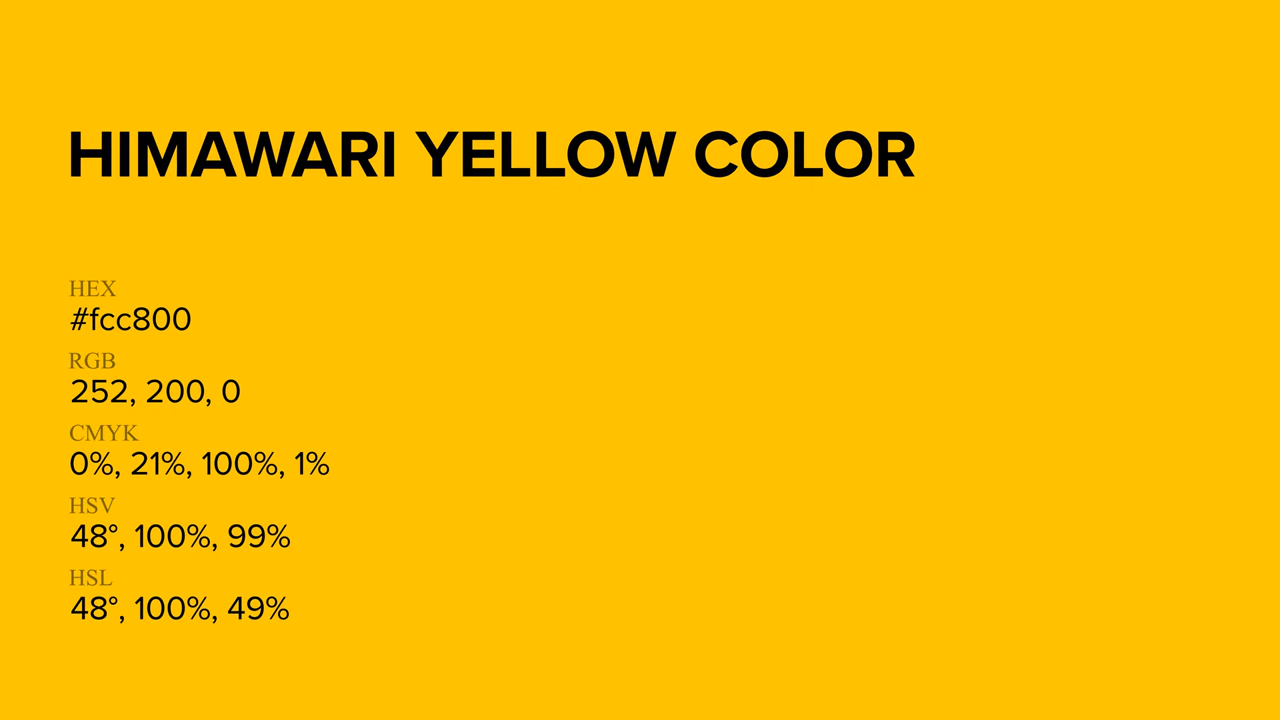 HIMAWARI YELLOW COLOR
HEX
#fcc800
RGB
252, 200, 0
CMYK
0%, 21%, 100%, 1%
HSV
48°, 100%, 99%
HSL
48°, 100%, 49%